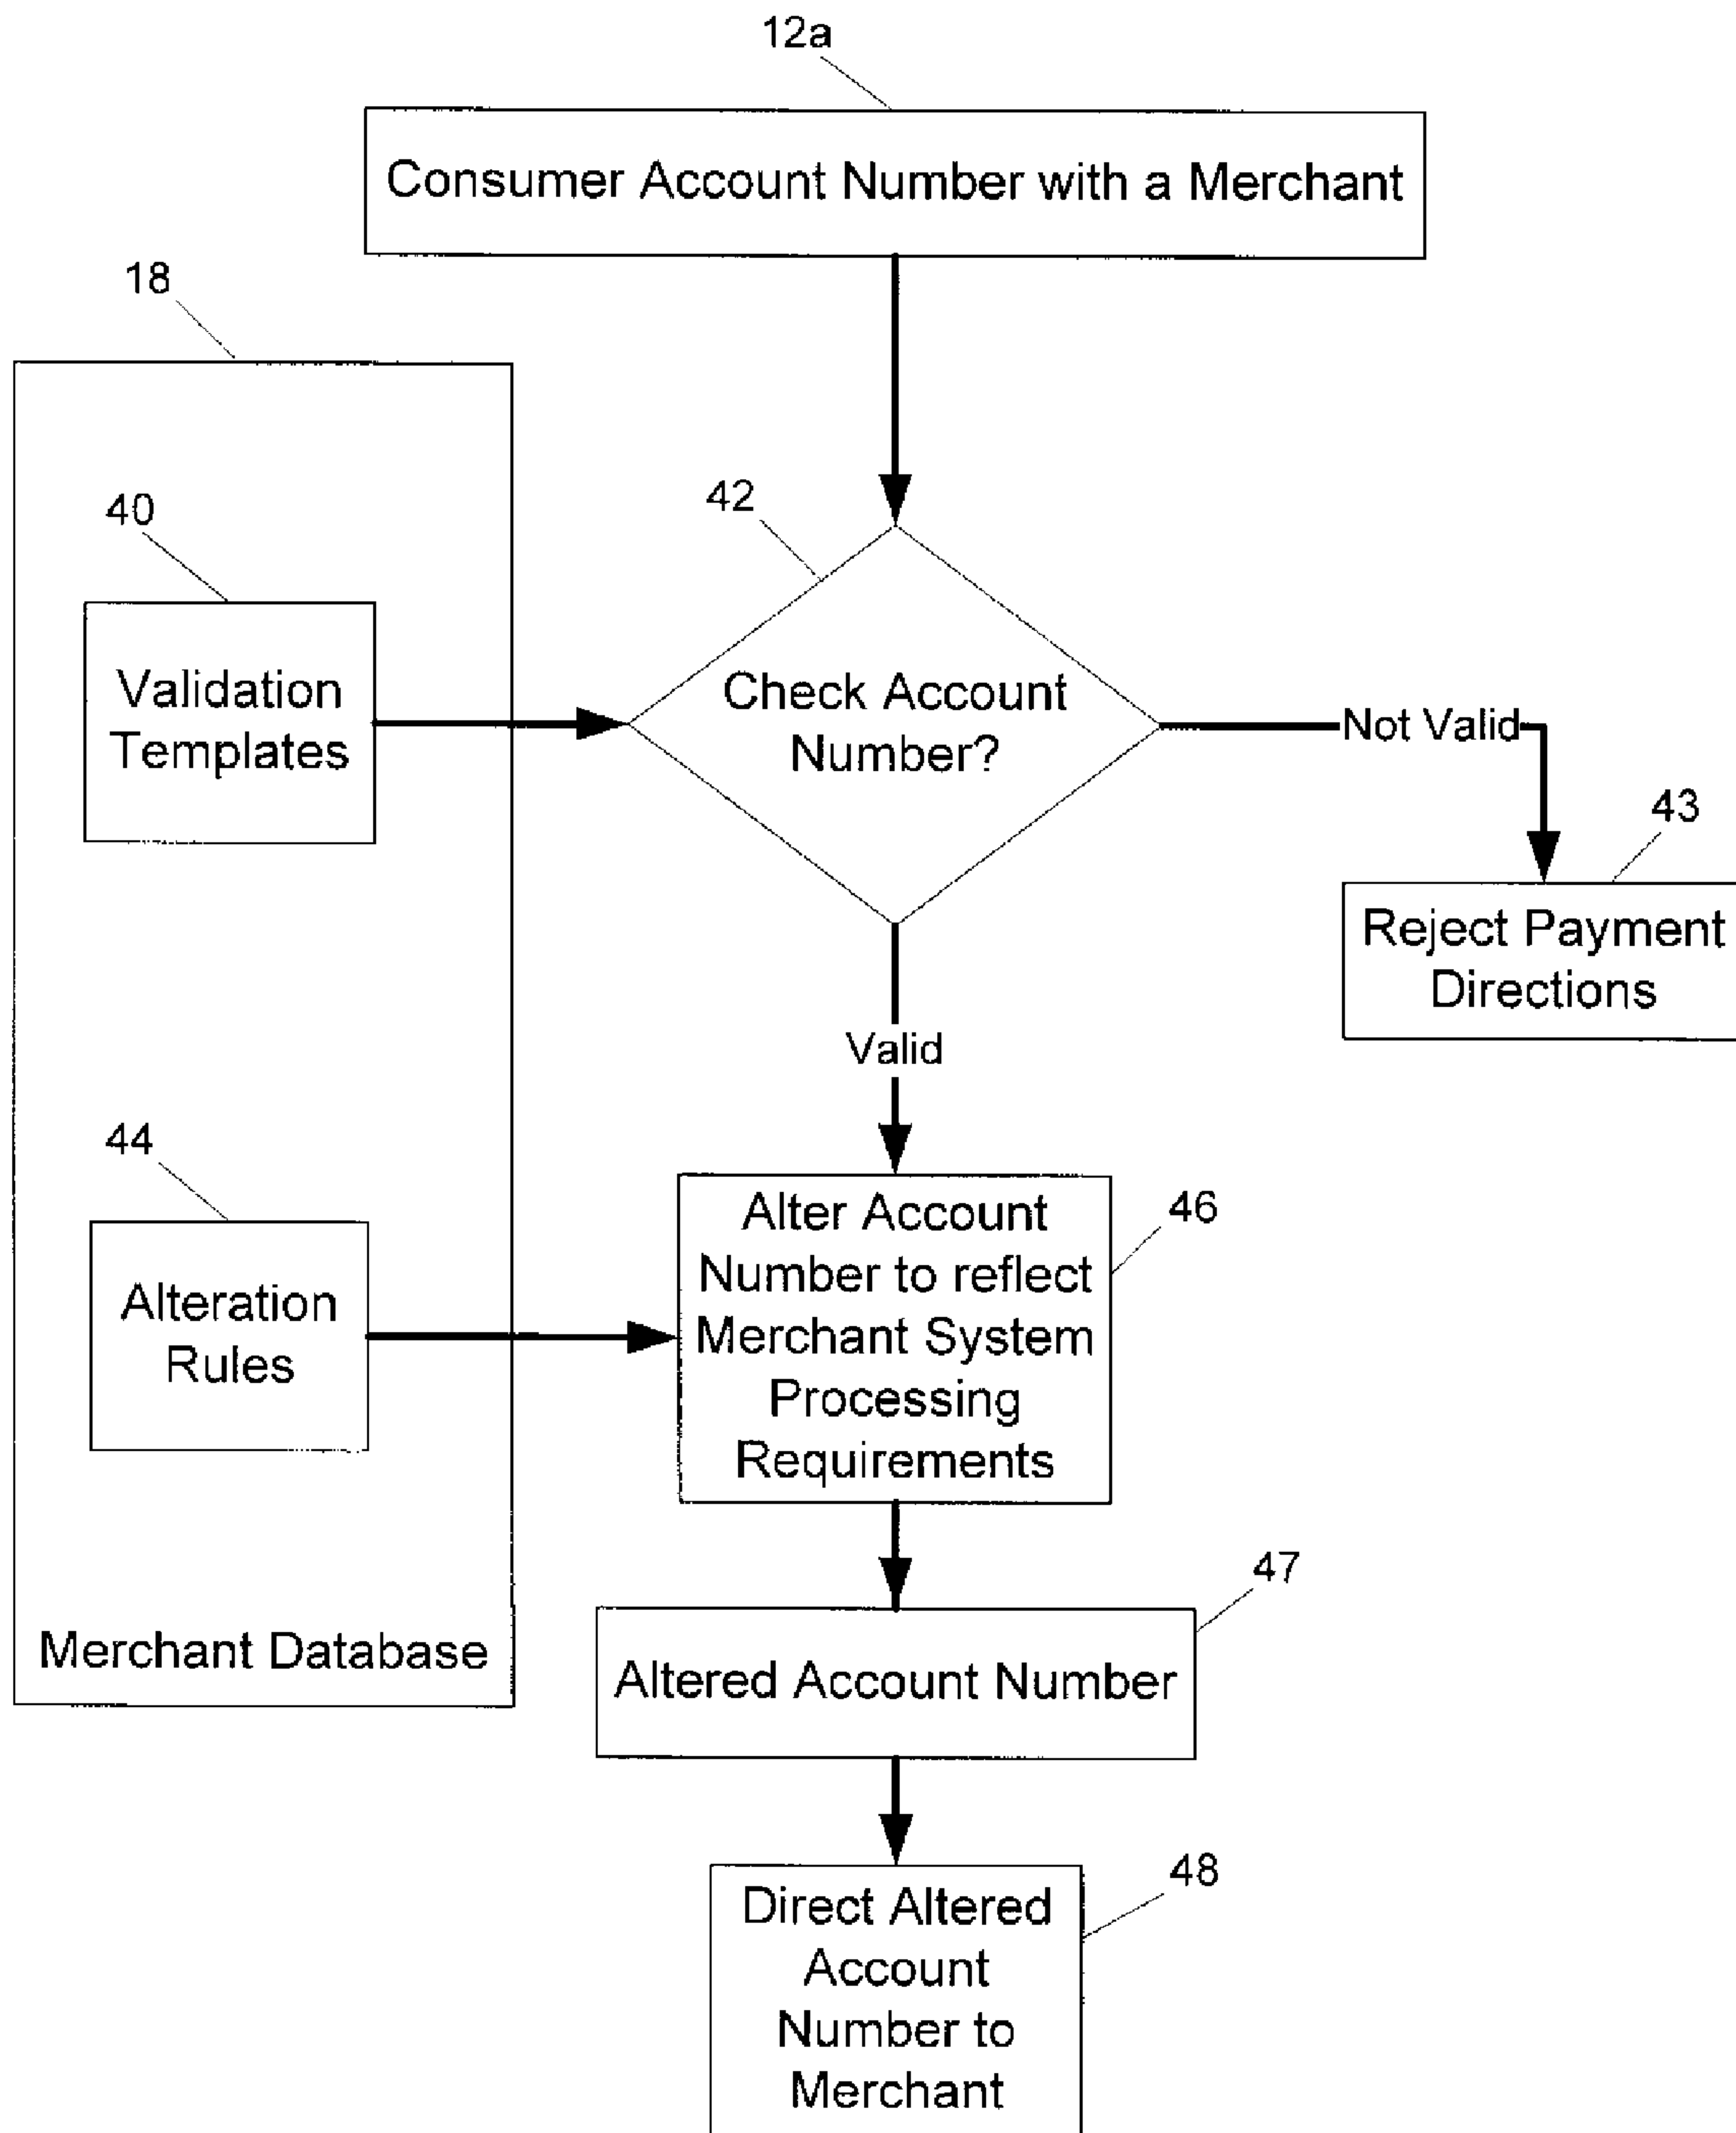 12a
Consumer Account Number with a Merchant
18
40
Validation
Templates
42
Check Account
Number?
Not Valid
43
Reject Payment
Directions
Valid
44
Alteration
Rules
46
Alter Account
Number to reflect
Merchant System
Processing
Requirements
Merchant Database
47
Altered Account Number
48
Direct Altered
Account
Number to
Merchant